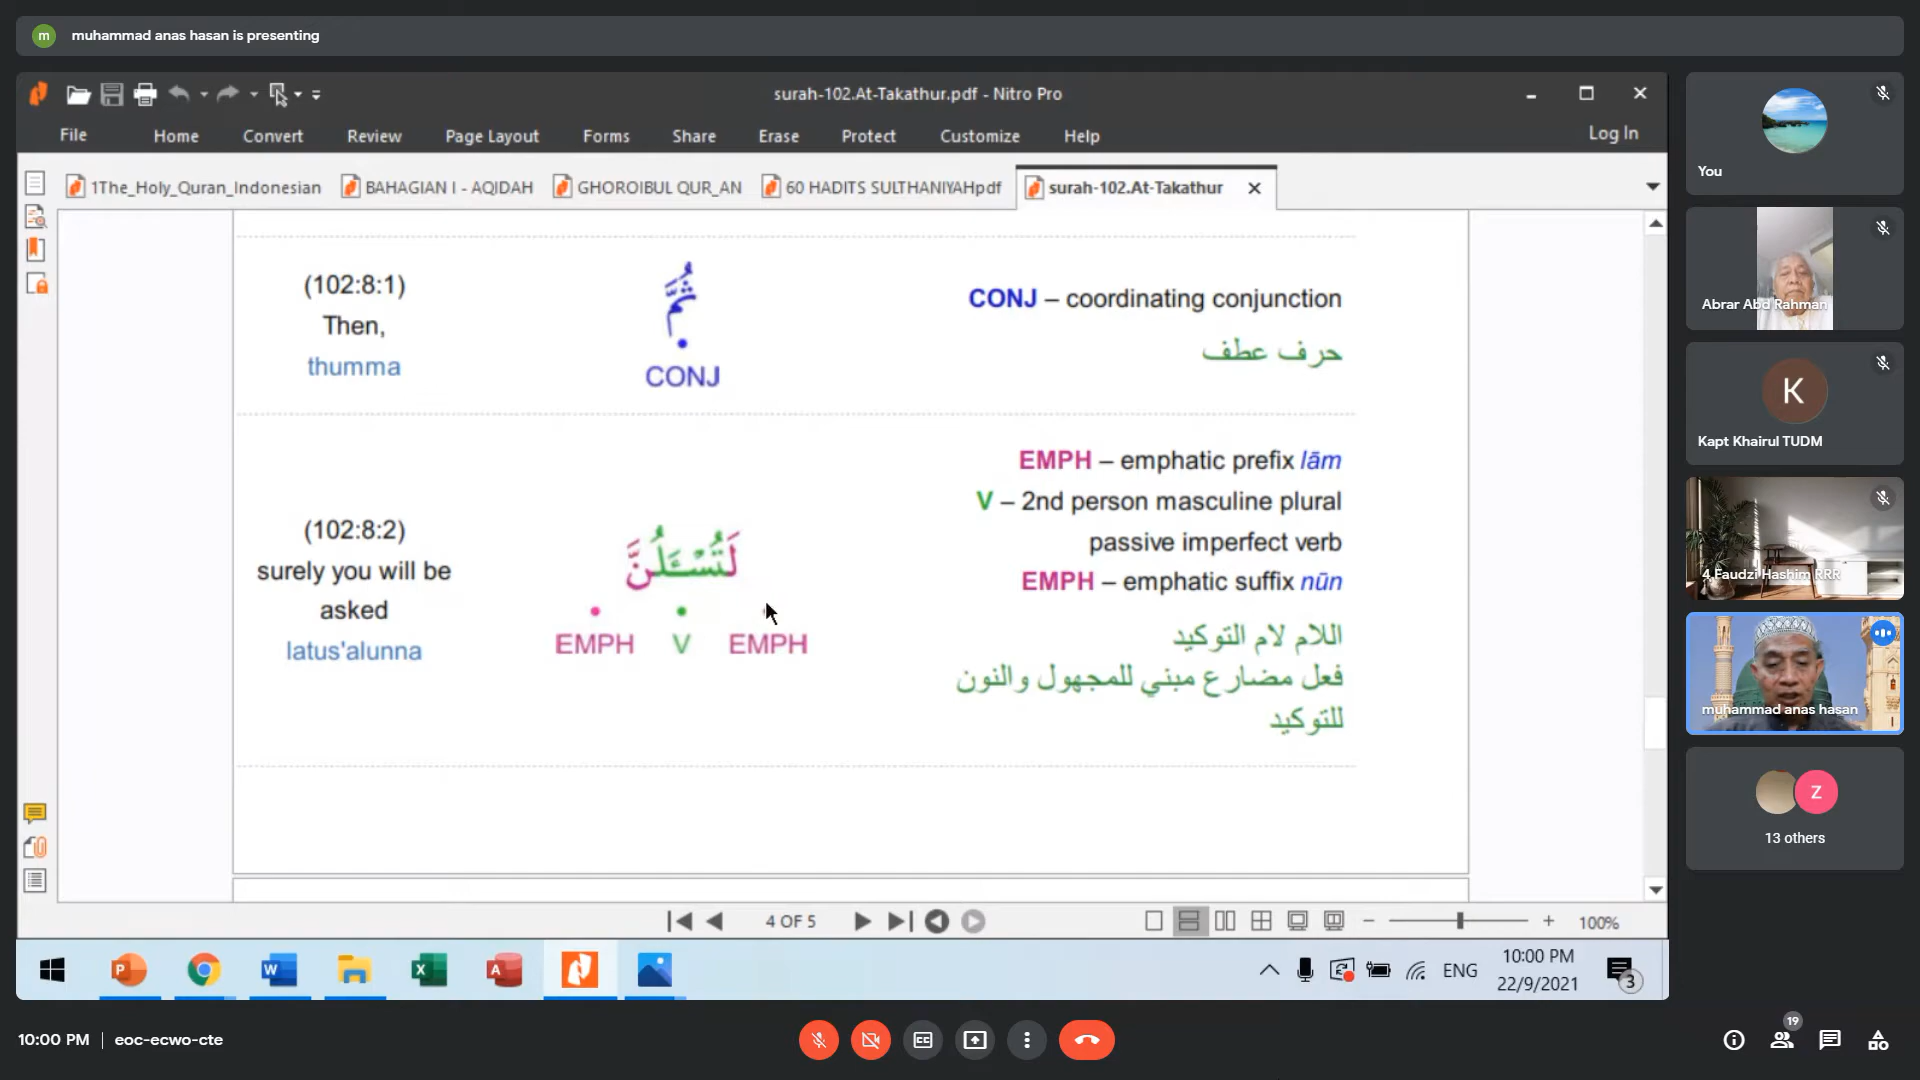 m muhammad anas hasan is presenting
surah-102.At-Takathur.pdf - Nitro Pro
File Home Convert Review Page Layout Forms Share Erase Protect Customize Help Log In
1The_Holy_Quran_Indonesian BAHAGIAN I - AQIDAH GHOROIBUL QUR_AN 60 HADITS SULTHANIYAHpdf surah-102.At-Takathur
(102:8:1)
Then,
thumma
ثُمَّ
CONJ
CONJ – coordinating conjunction
حرف عطف
(102:8:2)
surely you will be
asked
latus'alunna
لَتُسْـَٔلُنَّ
EMPH V EMPH
EMPH – emphatic prefix lām
V – 2nd person masculine plural
passive imperfect verb
EMPH – emphatic suffix nūn
اللام لام التوكيد
فعل مضارع مبني للمجهول والنون
للتوكيد
4 OF 5
100%
ENG
10:00 PM
22/9/2021
3
You
Abrar Abd Rahman
K
Kapt Khairul TUDM
4 Faudzi Hashim RRR
muhammad anas hasan
Z
13 others
10:00 PM | eoc-ecwo-cte
19